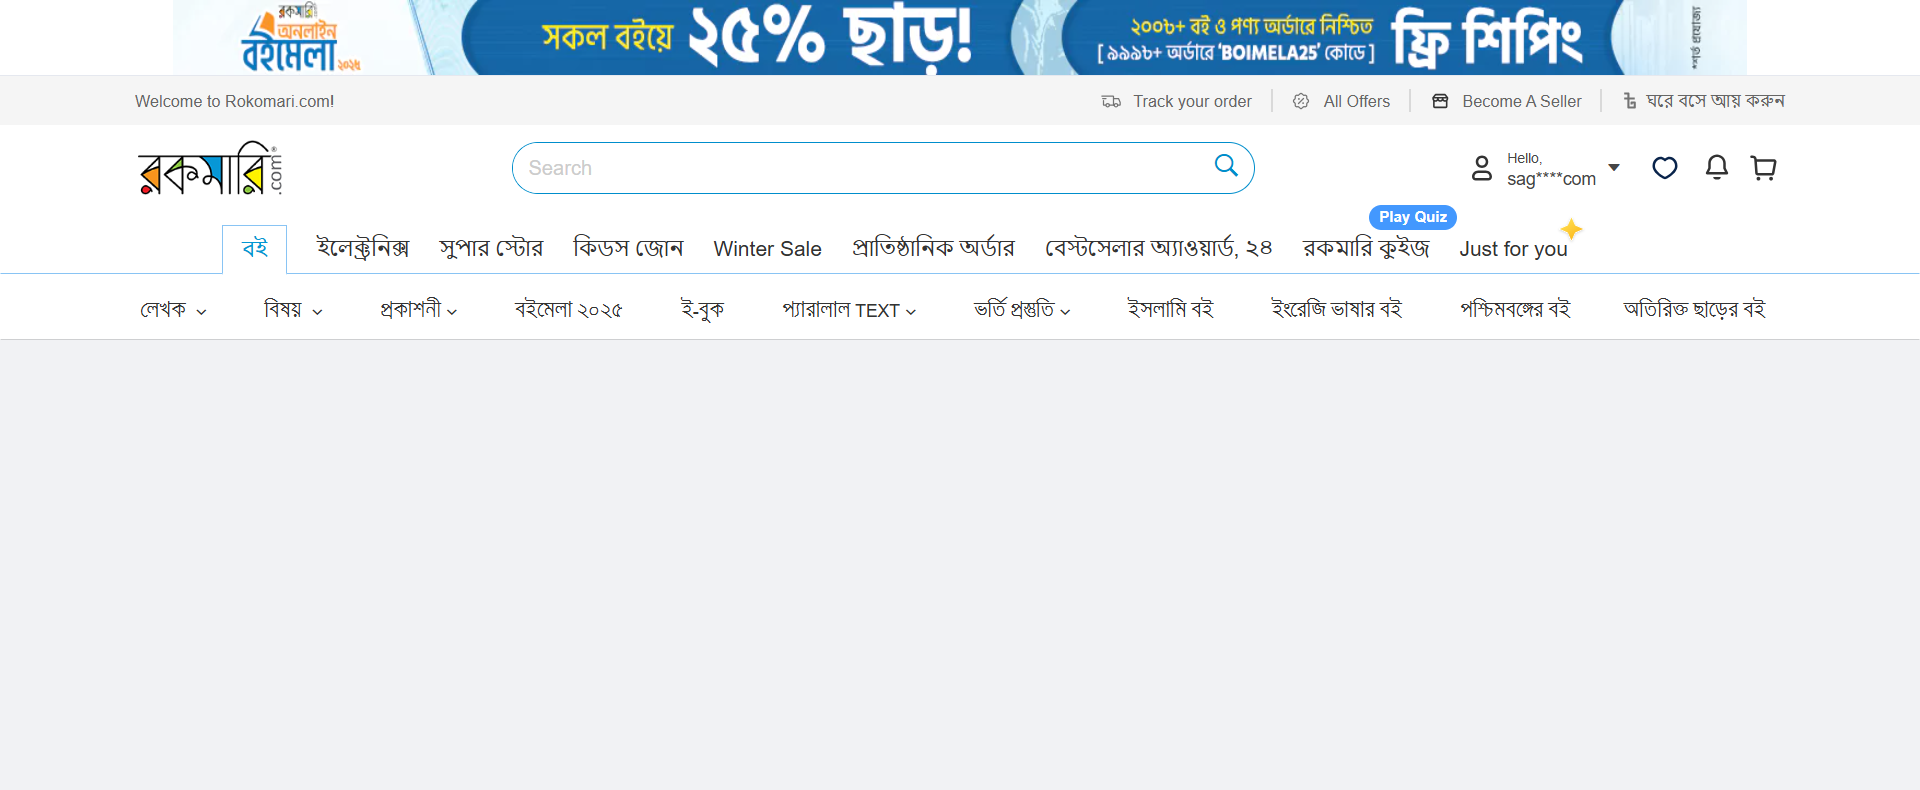 রকমারি
অনলাইন
বইমেলা ২০২৫
সকল বইয়ে ২৫% ছাড়!
২০০৳+ বই ও পণ্য অর্ডারে নিশ্চিত
[ ৯৯৯৳+ অর্ডারে 'BOIMELA25' কোডে ]
ফ্রি শিপিং
*শর্ত প্রযোজ্য
Welcome to Rokomari.com!
Track your order
All Offers
Become A Seller
ঘরে বসে আয় করুন
রকমারি.com
Search
Hello,
sag****com
Play Quiz
বই ইলেক্ট্রনিক্স সুপার স্টোর কিডস জোন Winter Sale প্রাতিষ্ঠানিক অর্ডার বেস্টসেলার অ্যাওয়ার্ড, ২৪ রকমারি কুইজ Just for you
লেখক বিষয় প্রকাশনী বইমেলা ২০২৫ ই-বুক প্যারালাল TEXT ভর্তি প্রস্তুতি ইসলামি বই ইংরেজি ভাষার বই পশ্চিমবঙ্গের বই অতিরিক্ত ছাড়ের বই